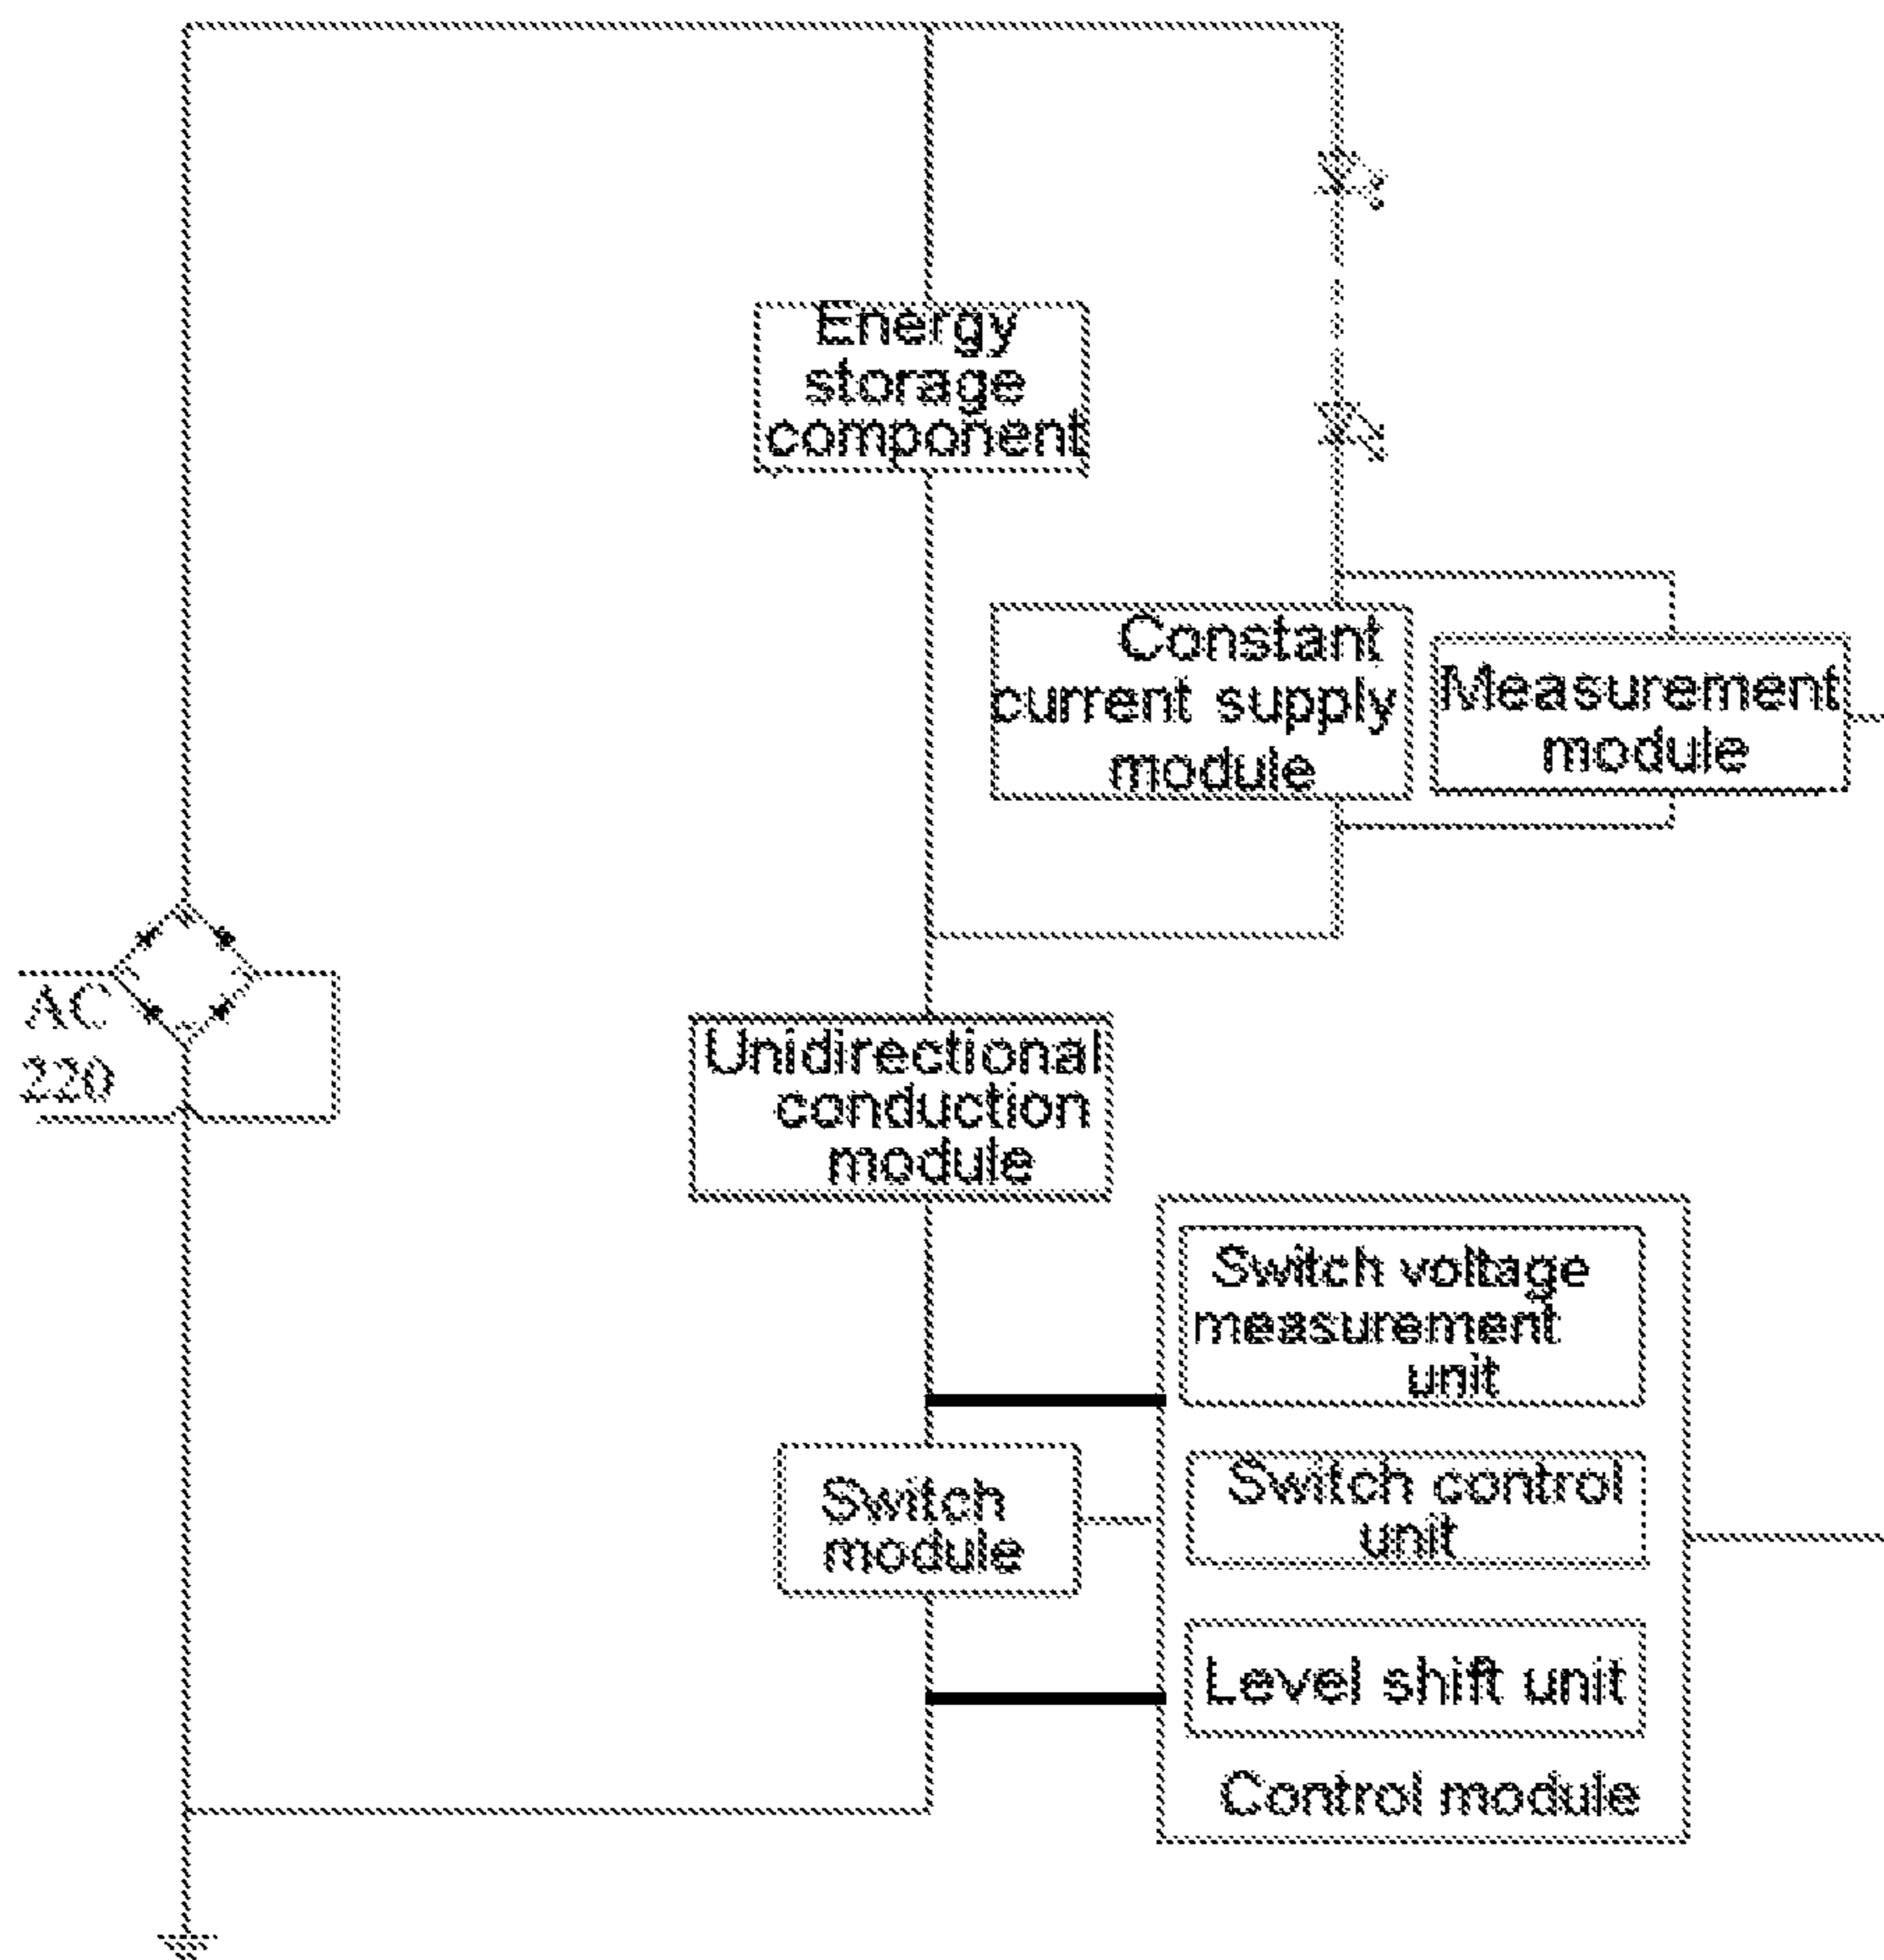 Energy
storage
component
Constant
current supply
module
Measurement
module
AC
220
Unidirectional
conduction
module
Switch voltage
measurement
unit
Switch control
unit
Switch
module
Level shift unit
Control module